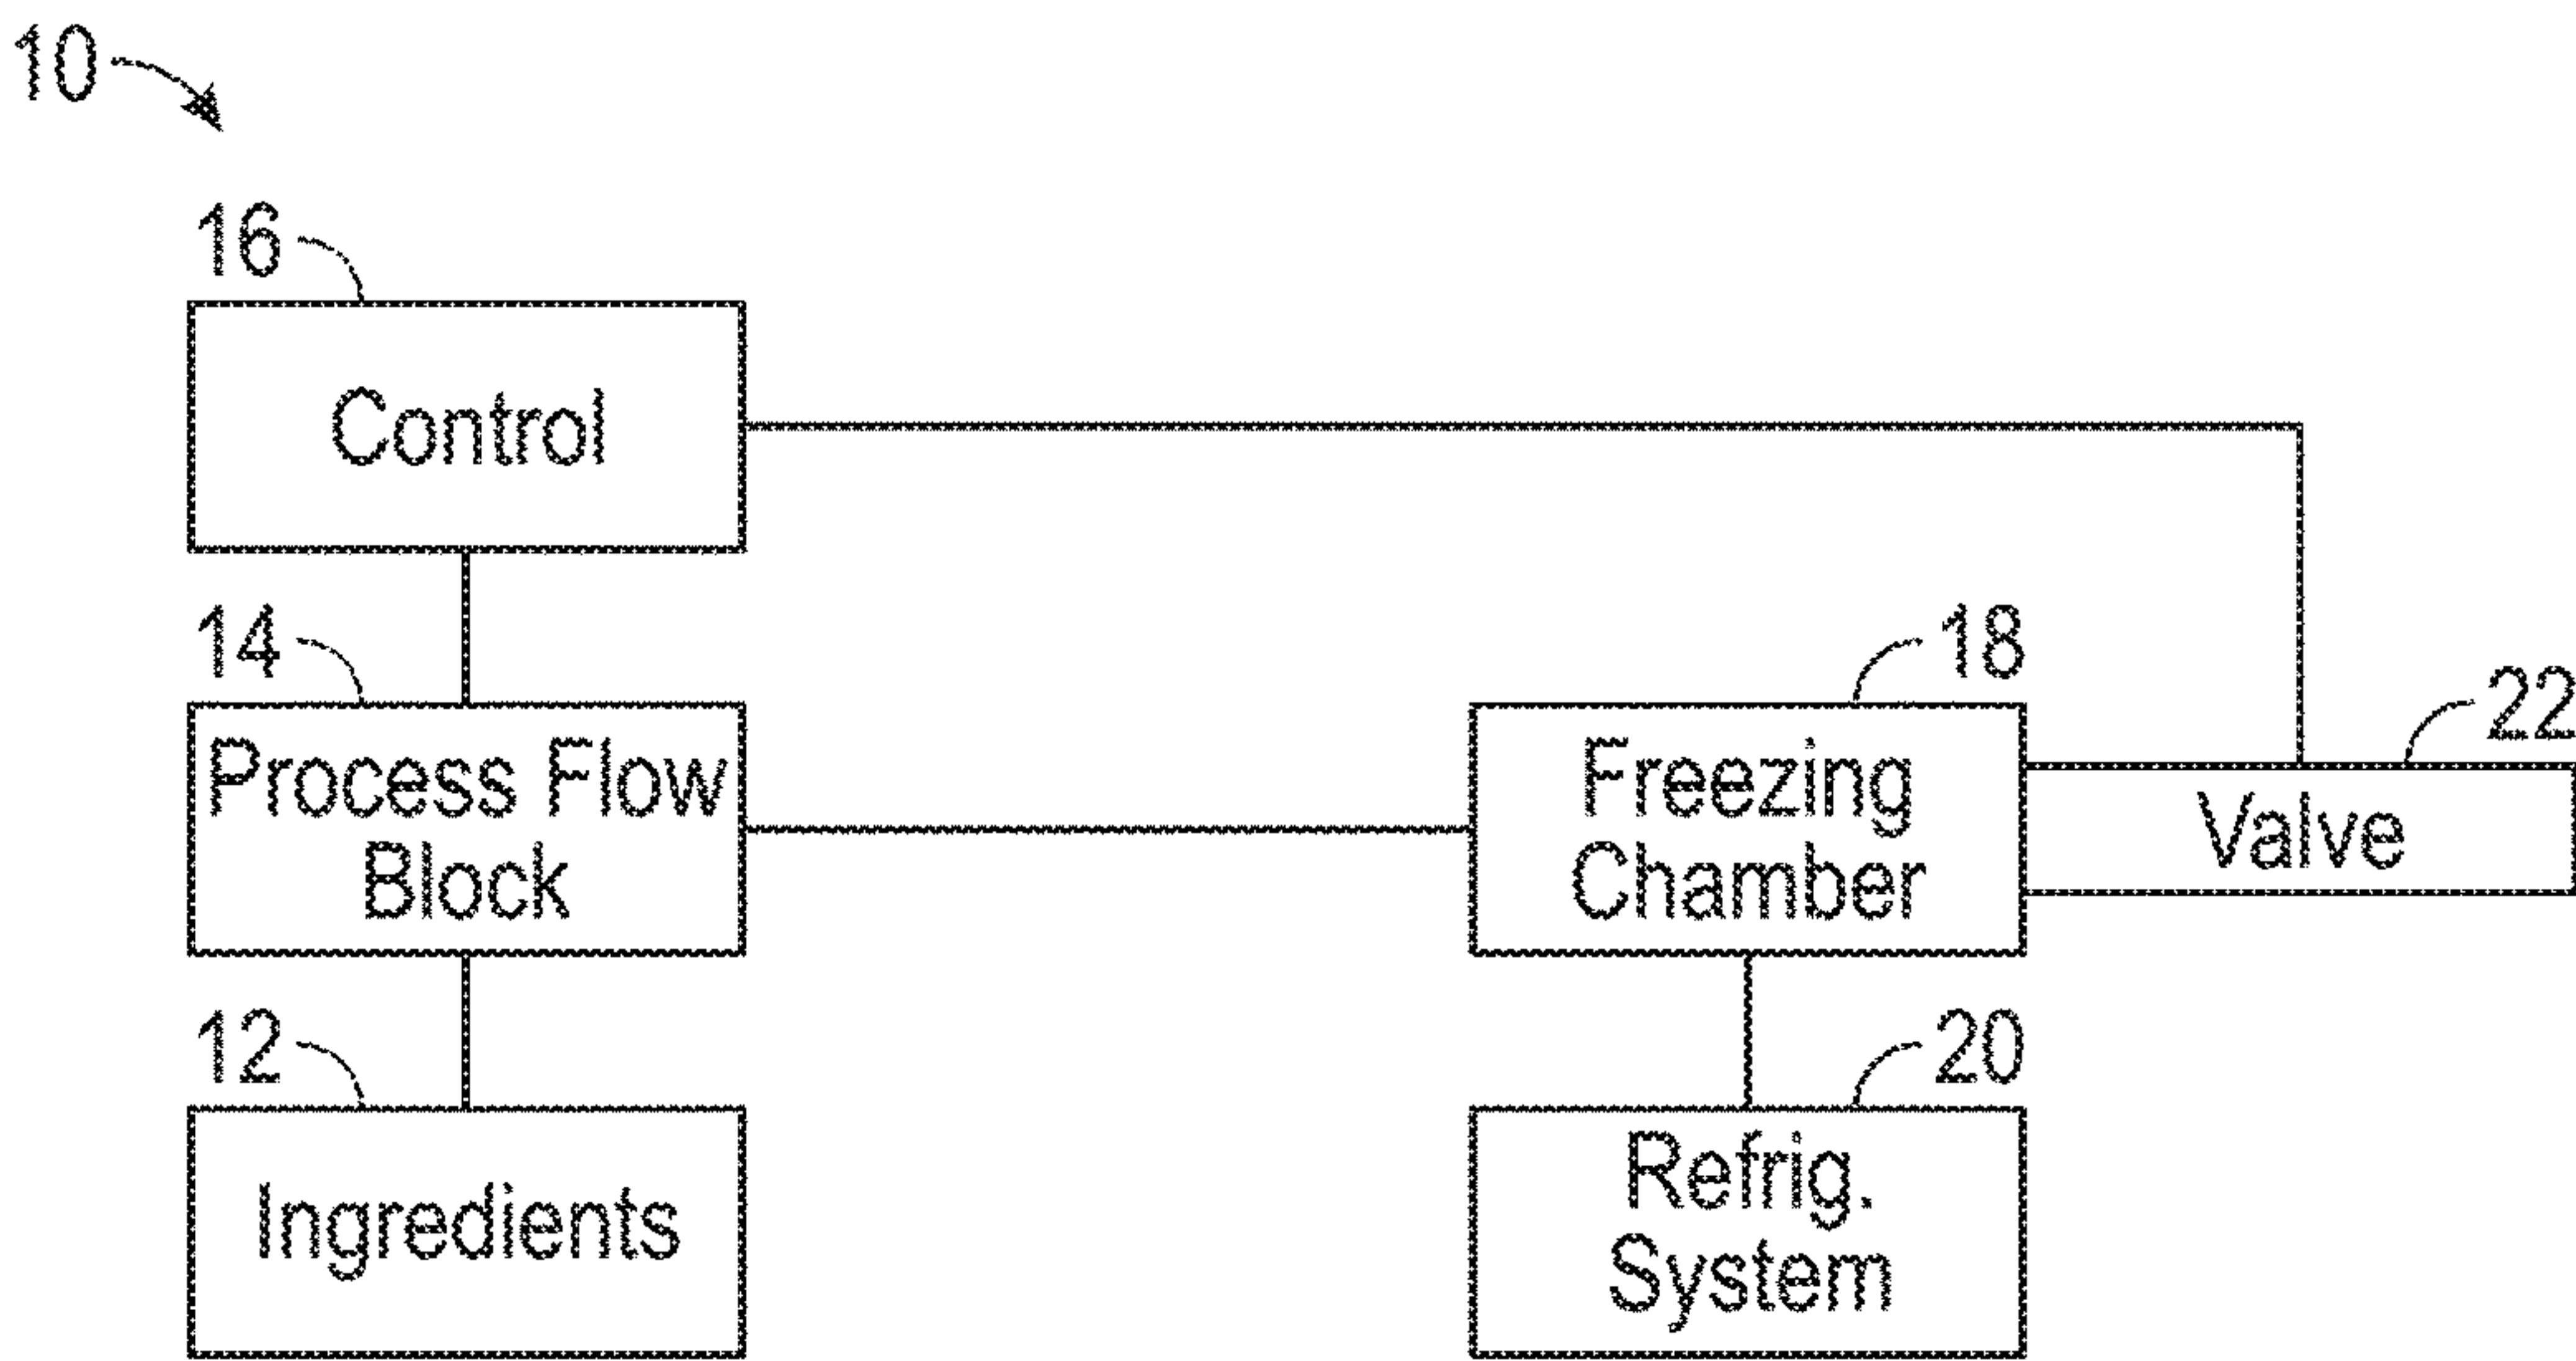 10
16
Control
14
Process Flow
Block
18
Freezing
Chamber
22
Valve
12
Ingredients
20
Refrig.
System